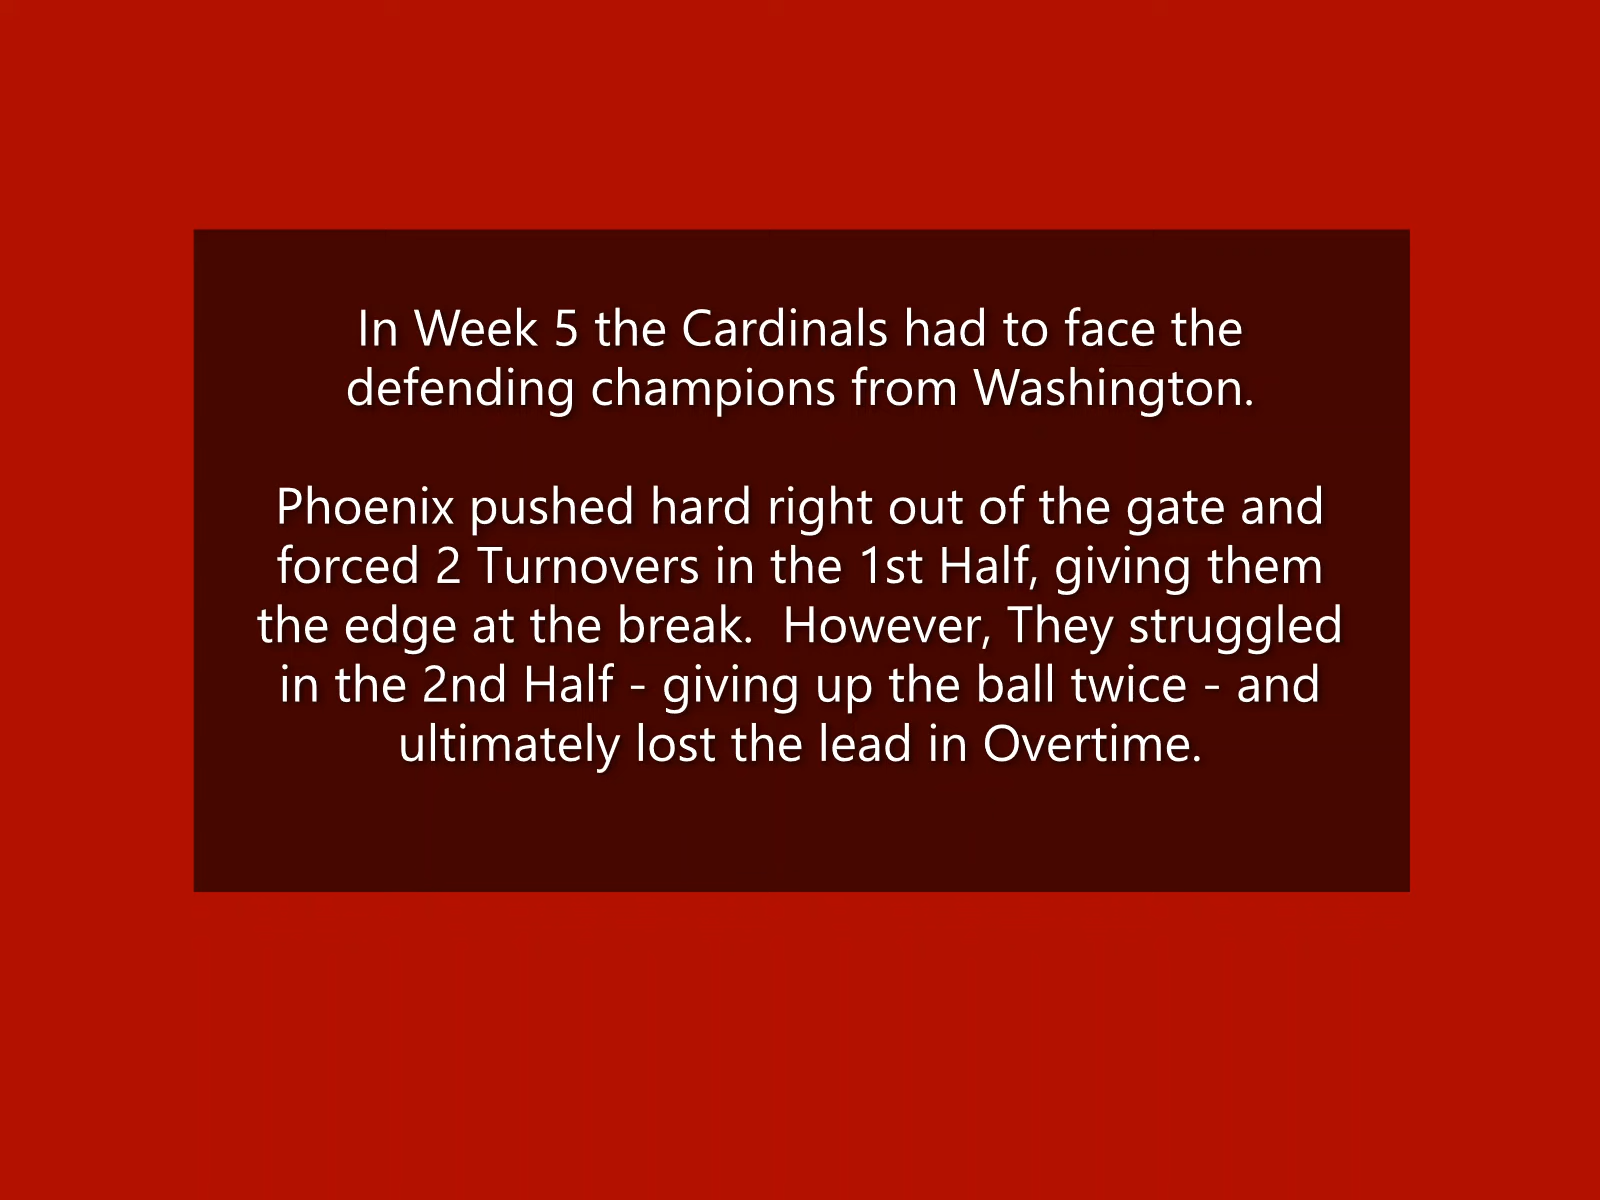 In Week 5 the Cardinals had to face the
defending champions from Washington.
Phoenix pushed hard right out of the gate and
forced 2 Turnovers in the 1st Half, giving them
the edge at the break.  However, They struggled
in the 2nd Half - giving up the ball twice - and
ultimately lost the lead in Overtime.